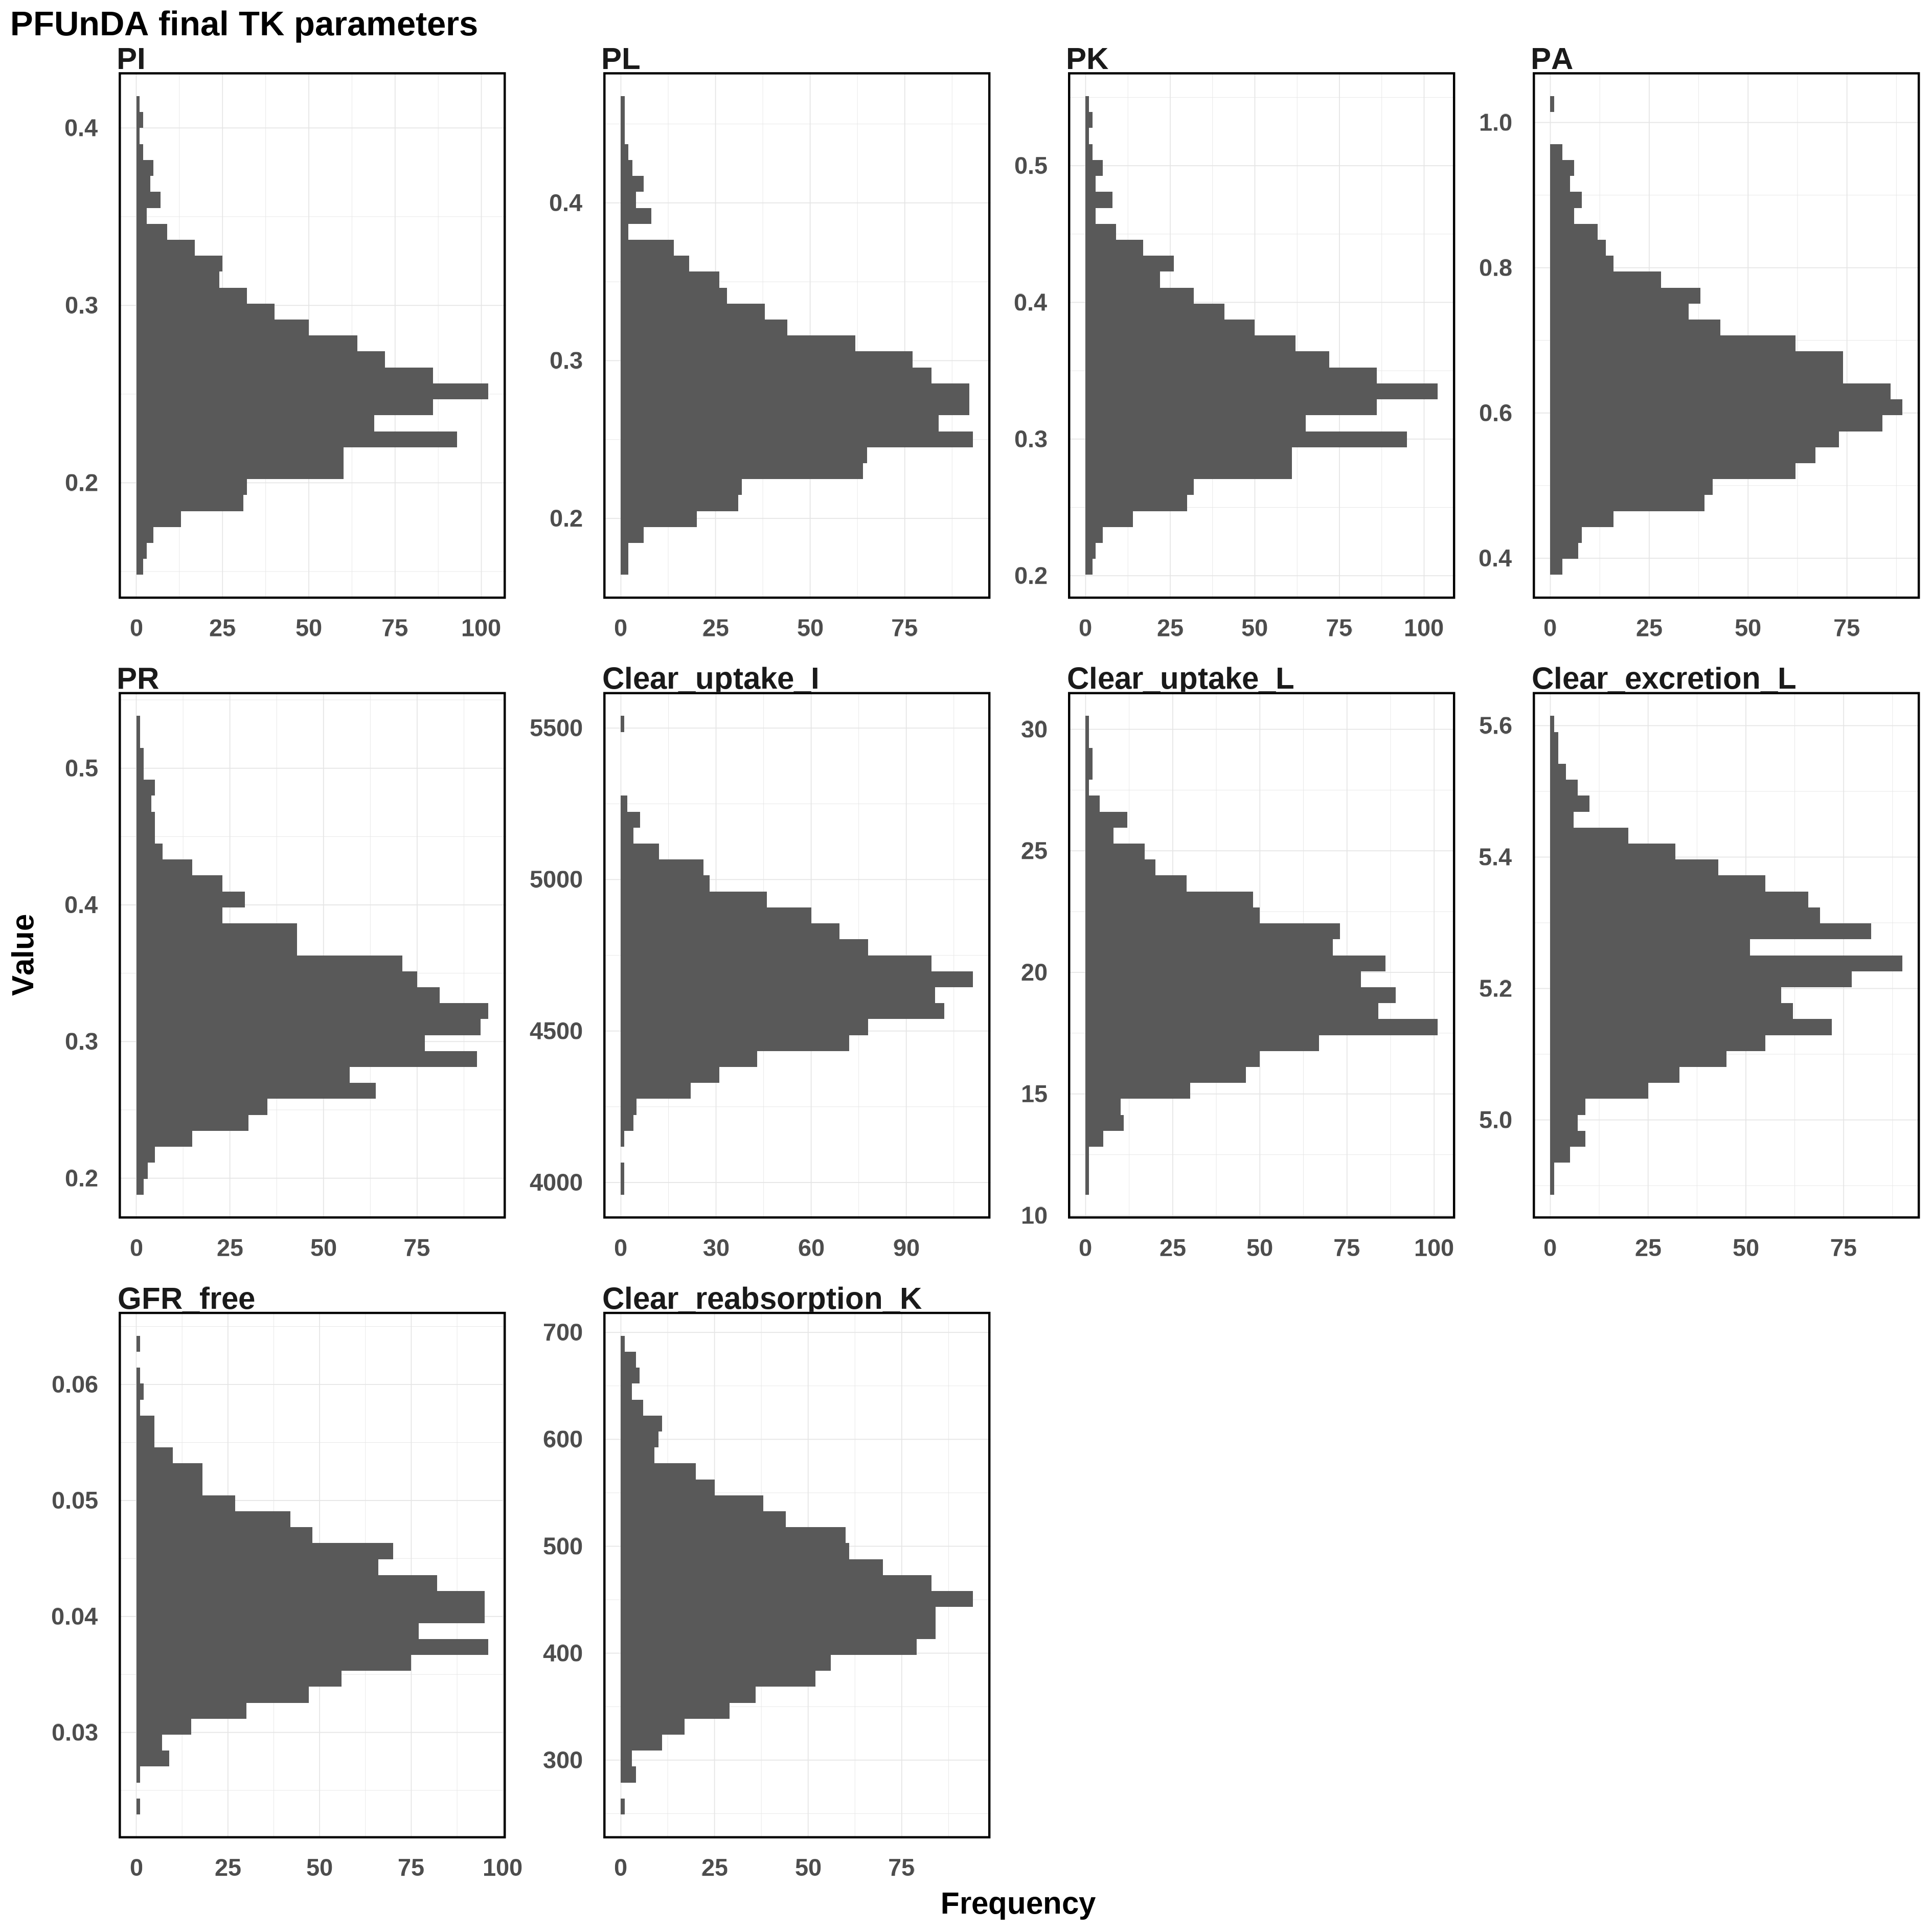 PFUnDA final TK parameters
PI PL PK PA
0.4
0.3
0.2
0 25 50 75 100
0.4
0.3
0.2
0 25 50 75
0.5
0.4
0.3
0.2
0 25 50 75 100
1.0
0.8
0.6
0.4
0 25 50 75
PR Clear_uptake_I Clear_uptake_L Clear_excretion_L
Value
0.5
0.4
0.3
0.2
0 25 50 75
5500
5000
4500
4000
0 30 60 90
30
25
20
15
10
0 25 50 75 100
5.6
5.4
5.2
5.0
0 25 50 75
GFR_free Clear_reabsorption_K
0.06
0.05
0.04
0.03
0 25 50 75 100
700
600
500
400
300
0 25 50 75
Frequency